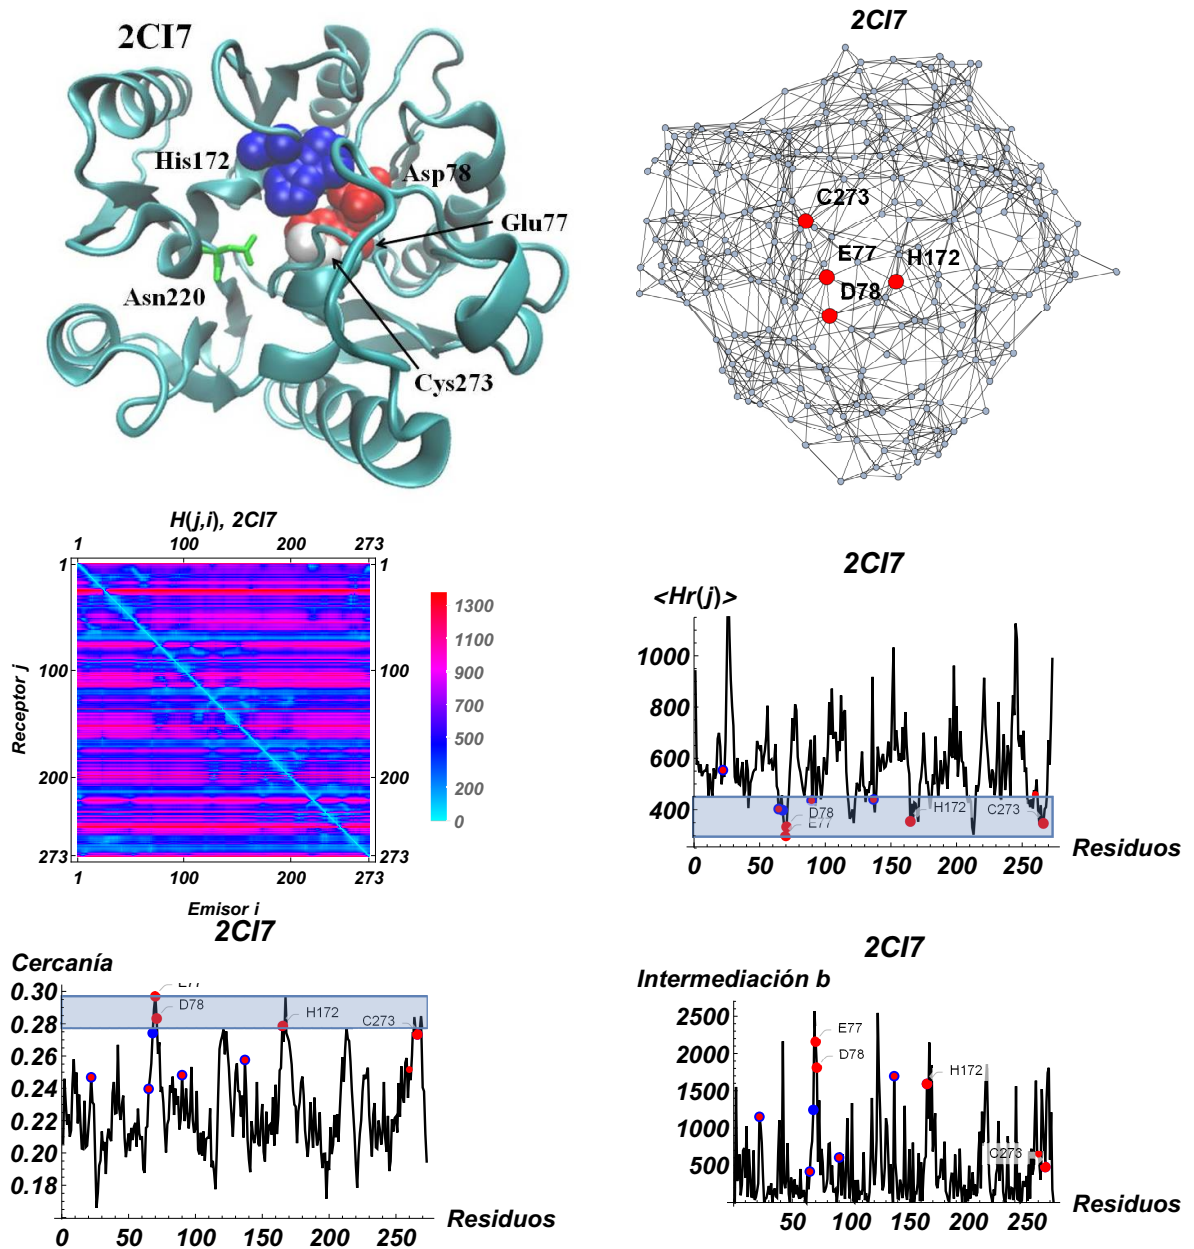 2CI7
His172
Asp78
Glu77
Asn220
Cys273
2CI7
C273
E77
H172
D78
H(j,i), 2CI7
1 100 200 273
1 1
100 100
200 200
273 273
1 100 200 273
Receptor j
Emisor i
1300
1100
900
700
500
300
0
2CI7
<Hr(j)>
1000
800
600
400
D78
E77
H172
C273
0 50 100 150 200 250
Residuos
2CI7
Cercanía
0.30
0.28
0.26
0.24
0.22
0.20
0.18
E77
D78
H172
C273
0 50 100 150 200 250
Residuos
2CI7
Intermediación b
2500
2000
1500
1000
500
E77
D78
H172
C273
50 100 150 200 250
Residuos